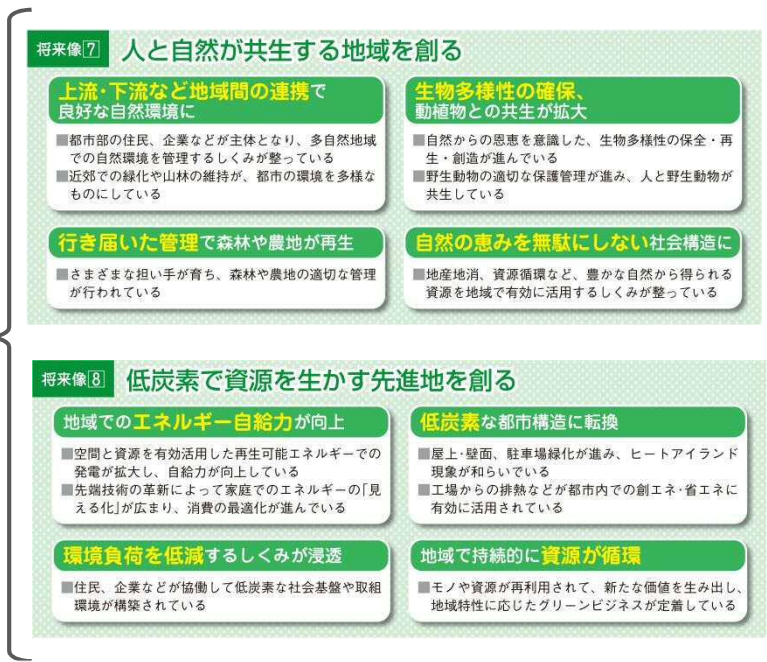 将来像7 人と自然が共生する地域を創る
上流・下流など地域間の連携で
良好な自然環境に
■都市部の住民、企業などが主体となり、多自然地域
での自然環境を管理するしくみが整っている
■近郊での緑化や山林の維持が、都市の環境を多様な
ものにしている
生物多様性の確保、
動植物との共生が拡大
■自然からの恩恵を意識した、生物多様性の保全・再
生・創造が進んでいる
■野生動物の適切な保護管理が進み、人と野生動物が
共生している
行き届いた管理で森林や農地が再生
■さまざまな担い手が育ち、森林や農地の適切な管理
が行われている
自然の恵みを無駄にしない社会構造に
■地産地消、資源循環など、豊かな自然から得られる
資源を地域で有効に活用するしくみが整っている
将来像8 低炭素で資源を生かす先進地を創る
地域でのエネルギー自給力が向上
■空間と資源を有効活用した再生可能エネルギーでの
発電が拡大し、自給力が向上している
■先端技術の革新によって家庭でのエネルギーの「見
える化」が広まり、消費の最適化が進んでいる
低炭素な都市構造に転換
■屋上・壁面、駐車場緑化が進み、ヒートアイランド
現象が和らいでいる
■工場からの排熱などが都市内での創エネ・省エネに
有効に活用されている
環境負荷を低減するしくみが浸透
■住民、企業などが協働して低炭素な社会基盤や取組
環境が構築されている
地域で持続的に資源が循環
■モノや資源が再利用されて、新たな価値を生み出し、
地域特性に応じたグリーンビジネスが定着している